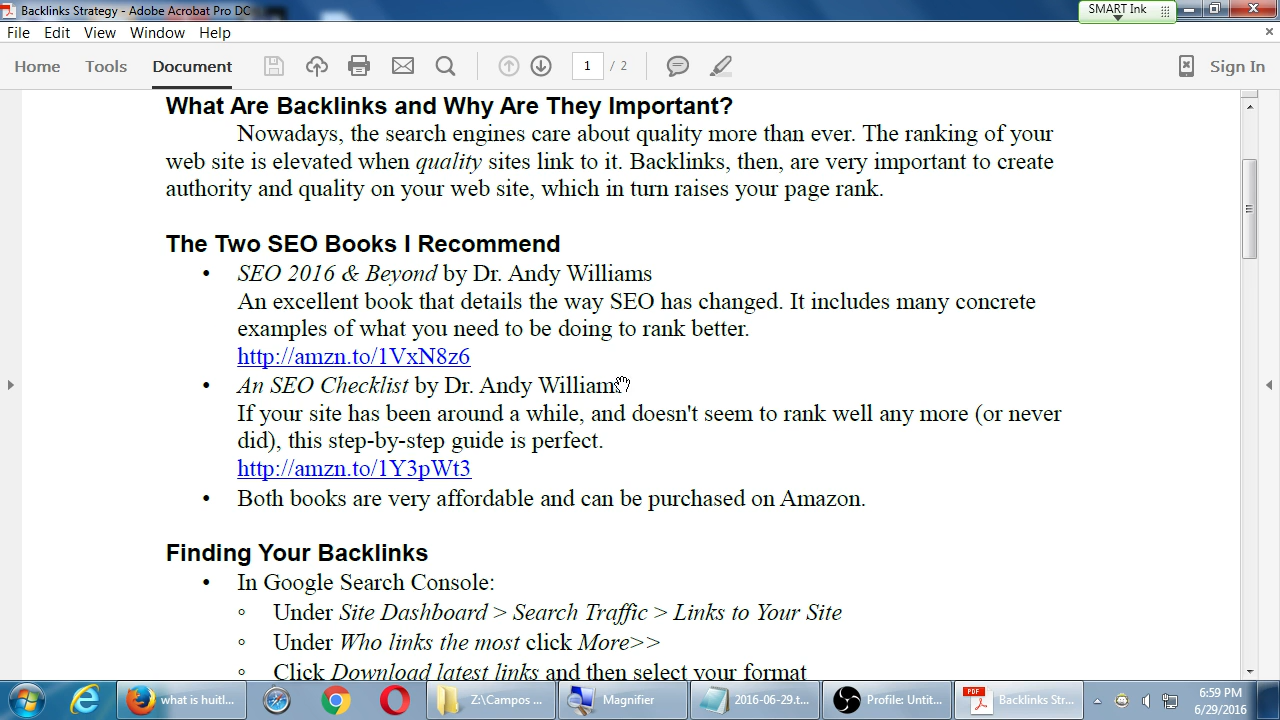 Backlinks Strategy - Adobe Acrobat Pro DC
SMART Ink
File Edit View Window Help
Home Tools Document 1 / 2 Sign In
What Are Backlinks and Why Are They Important?
Nowadays, the search engines care about quality more than ever. The ranking of your
web site is elevated when quality sites link to it. Backlinks, then, are very important to create
authority and quality on your web site, which in turn raises your page rank.
The Two SEO Books I Recommend
• SEO 2016 & Beyond by Dr. Andy Williams
An excellent book that details the way SEO has changed. It includes many concrete
examples of what you need to be doing to rank better.
http://amzn.to/1VxN8z6
• An SEO Checklist by Dr. Andy Williams
If your site has been around a while, and doesn't seem to rank well any more (or never
did), this step-by-step guide is perfect.
http://amzn.to/1Y3pWt3
• Both books are very affordable and can be purchased on Amazon.
Finding Your Backlinks
• In Google Search Console:
◦ Under Site Dashboard > Search Traffic > Links to Your Site
◦ Under Who links the most click More>>
◦ Click Download latest links and then select your format
what is huitl... Z:\Campos ... Magnifier 2016-06-29.t... Profile: Untit... PDF Backlinks Str... 6:59 PM
6/29/2016